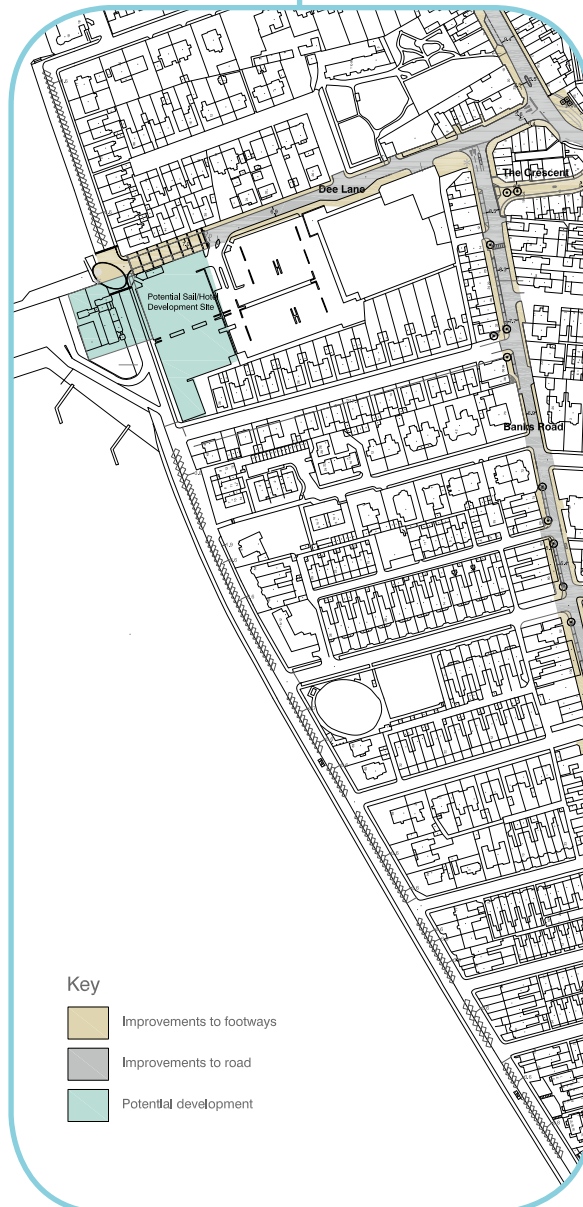 The Crescent
Dee Lane
Potential Sail/Hotel
Development Site
Banks Road
Key
Improvements to footways
Improvements to road
Potential development